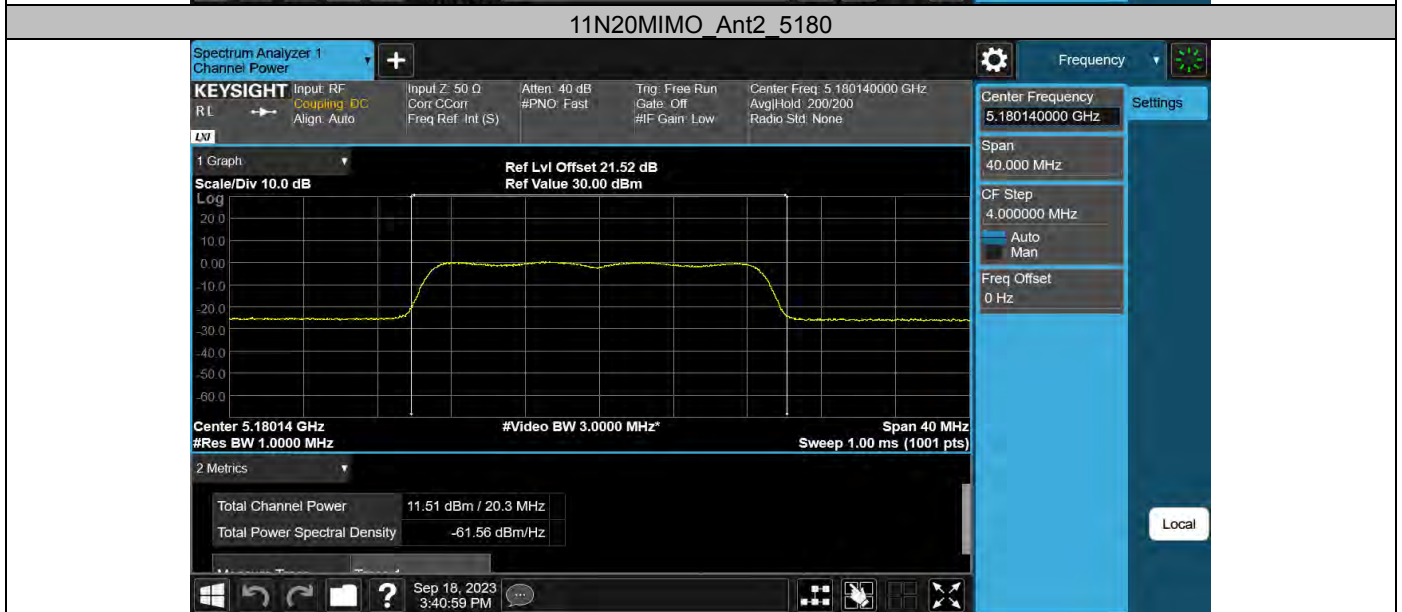 11N20MIMO_Ant2_5180
Spectrum Analyzer 1
Channel Power
+
Frequency
KEYSIGHT
RL
LXI
Input: RF
Coupling: DC
Align: Auto
Input Z: 50 Ω
Corr CCorr
Freq Ref: Int (S)
Atten: 40 dB
#PNO: Fast
Trig: Free Run
Gate: Off
#IF Gain: Low
Center Freq: 5.180140000 GHz
Avg|Hold: 200/200
Radio Std: None
Center Frequency
5.180140000 GHz
Settings
Span
40.000 MHz
CF Step
4.000000 MHz
Auto
Man
Freq Offset
0 Hz
1 Graph
Scale/Div 10.0 dB
Ref Lvl Offset 21.52 dB
Ref Value 30.00 dBm
Log
20.0
10.0
0.00
-10.0
-20.0
-30.0
-40.0
-50.0
-60.0
Center 5.18014 GHz
#Res BW 1.0000 MHz
#Video BW 3.0000 MHz*
Span 40 MHz
Sweep 1.00 ms (1001 pts)
2 Metrics
Total Channel Power 11.51 dBm / 20.3 MHz
Total Power Spectral Density -61.56 dBm/Hz
Local
?
Sep 18, 2023
3:40:59 PM